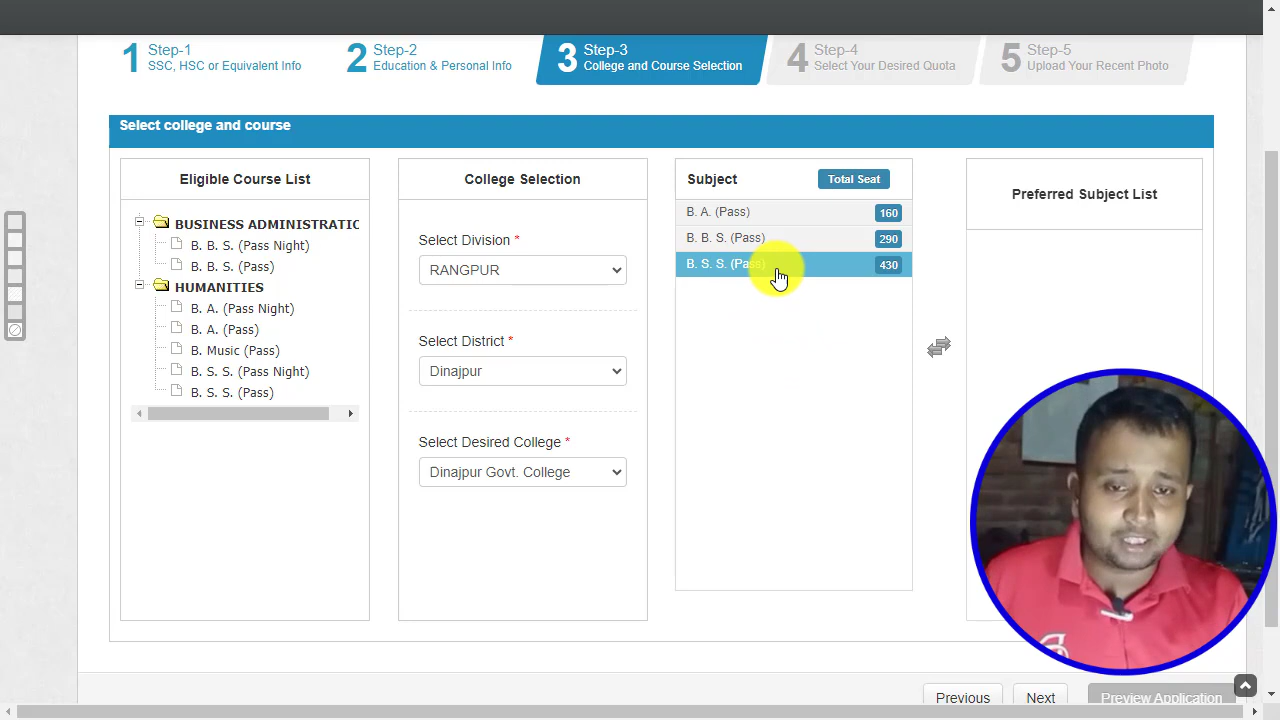 1 Step-1
SSC, HSC or Equivalent Info
2 Step-2
Education & Personal Info
3 Step-3
College and Course Selection
4 Step-4
Select Your Desired Quota
5 Step-5
Upload Your Recent Photo
Select college and course
Eligible Course List
BUSINESS ADMINISTRATIC
B. B. S. (Pass Night)
B. B. S. (Pass)
HUMANITIES
B. A. (Pass Night)
B. A. (Pass)
B. Music (Pass)
B. S. S. (Pass Night)
B. S. S. (Pass)
College Selection
Select Division *
RANGPUR
Select District *
Dinajpur
Select Desired College *
Dinajpur Govt. College
Subject Total Seat
B. A. (Pass) 160
B. B. S. (Pass) 290
B. S. S. (Pass) 430
Preferred Subject List
Previous Next Preview Application